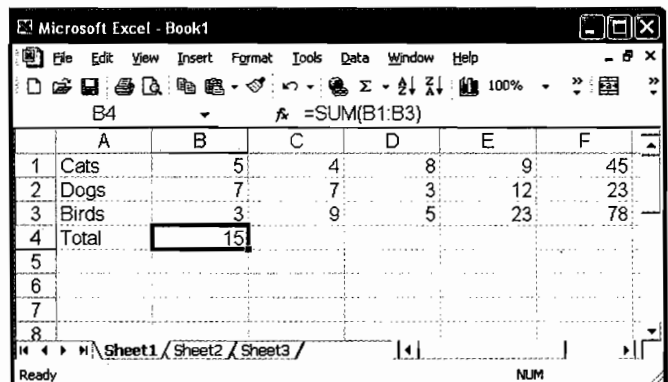 Microsoft Excel - Book1
File Edit View Insert Format Tools Data Window Help
Σ 100%
B4 fx =SUM(B1:B3)
A B C D E F
1 Cats 5 4 8 9 45
2 Dogs 7 7 3 12 23
3 Birds 3 9 5 23 78
4 Total 15
5
6
7
8
Sheet1 / Sheet2 / Sheet3 /
Ready NUM